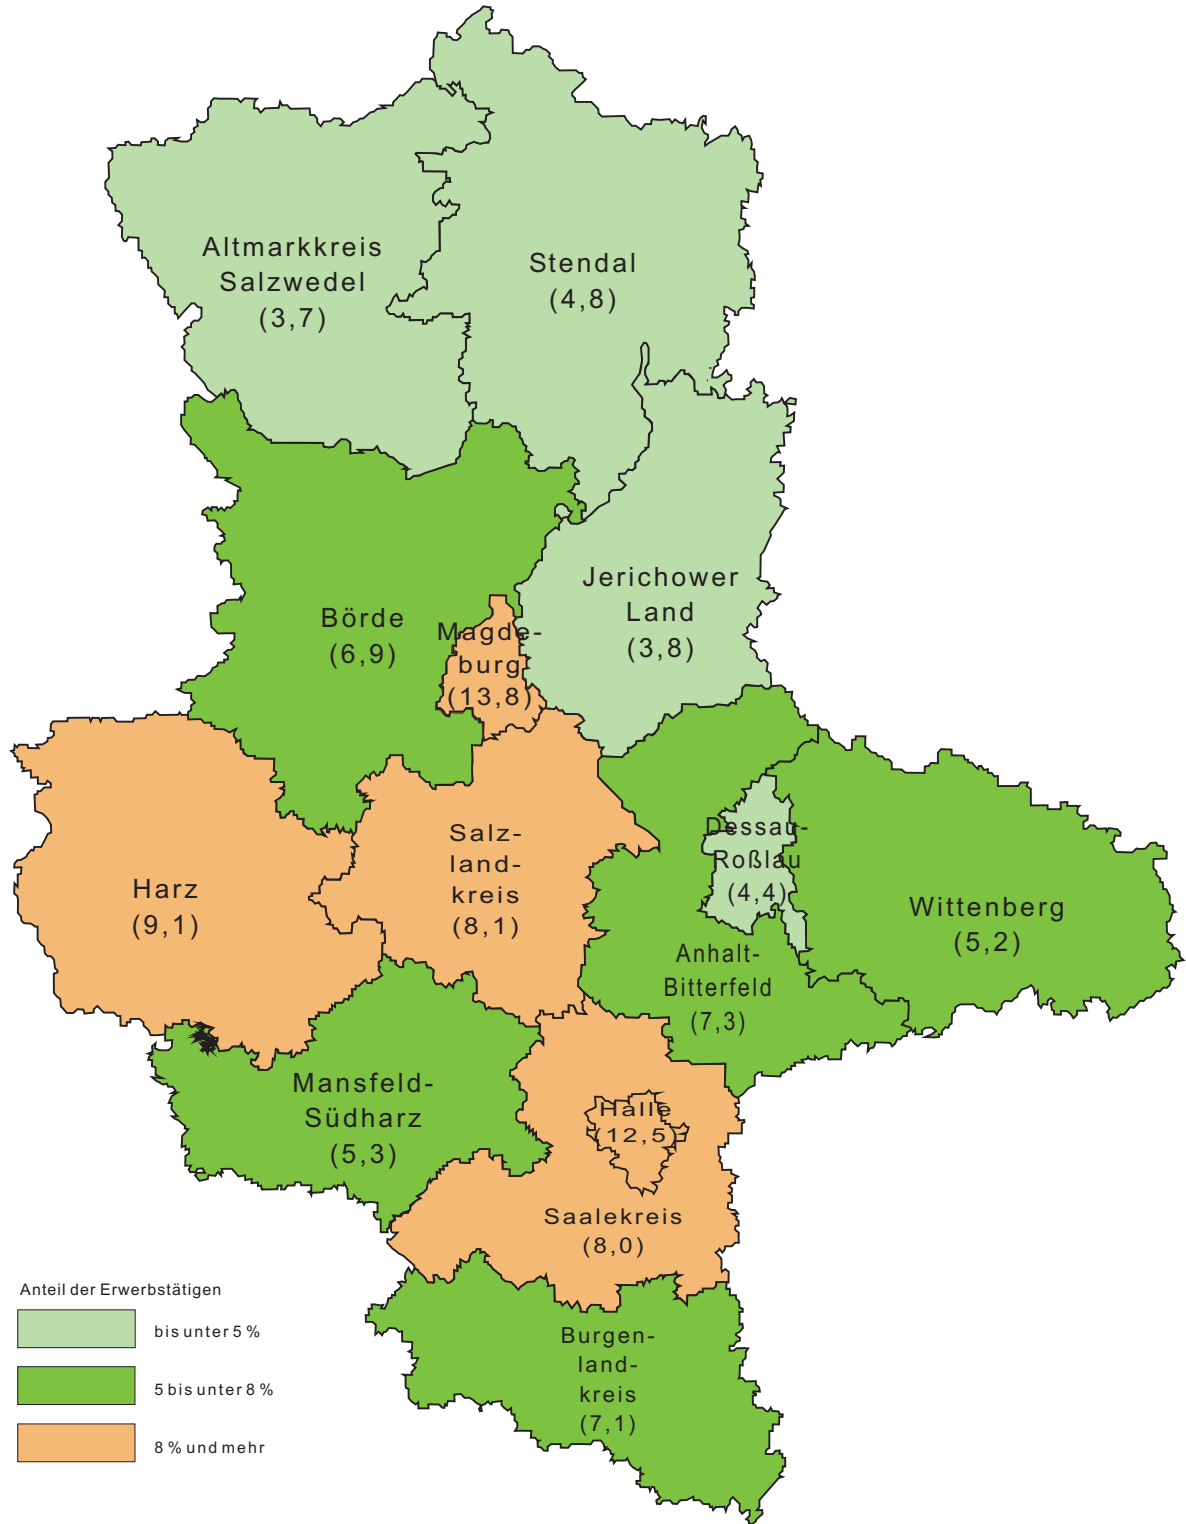 Altmarkkreis
Salzwedel
(3,7)
Stendal
(4,8)
Jerichower
Land
(3,8)
Börde
(6,9)
Magde-
burg
(13,8)
Harz
(9,1)
Salz-
land-
kreis
(8,1)
Dessau-
Roßlau
(4,4)
Wittenberg
(5,2)
Anhalt-
Bitterfeld
(7,3)
Mansfeld-
Südharz
(5,3)
Halle
(12,5)
Saalekreis
(8,0)
Burgen-
land-
kreis
(7,1)
Anteil der Erwerbstätigen
bis unter 5 %
5 bis unter 8 %
8 % und mehr